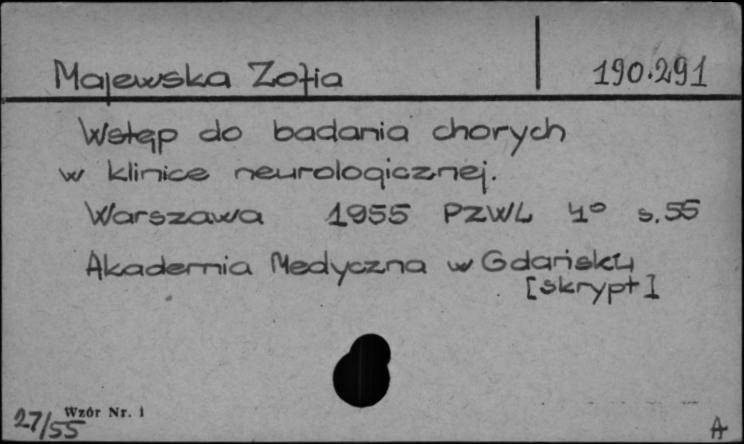 Majewska Zofia 190.291
Wstęp do badania chorych
w klinice neurologicznej.
Warszawa 1955 PZWL 4° s. 55
Akademia Medyczna w Gdańsku
[skrypt]
Wzór Nr. 1
27/55
A